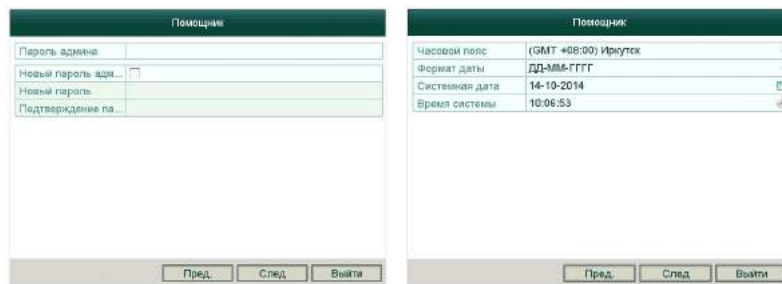 Помощник
Пароль админа
Новый пароль адм...
Новый пароль
Подтверждение па...
Пред. След Выйти
Помощник
Часовой пояс (GMT +08:00) Иркутск
Формат даты ДД-ММ-ГГГГ
Системная дата 14-10-2014
Время системы 10:06:53
Пред. След Выйти